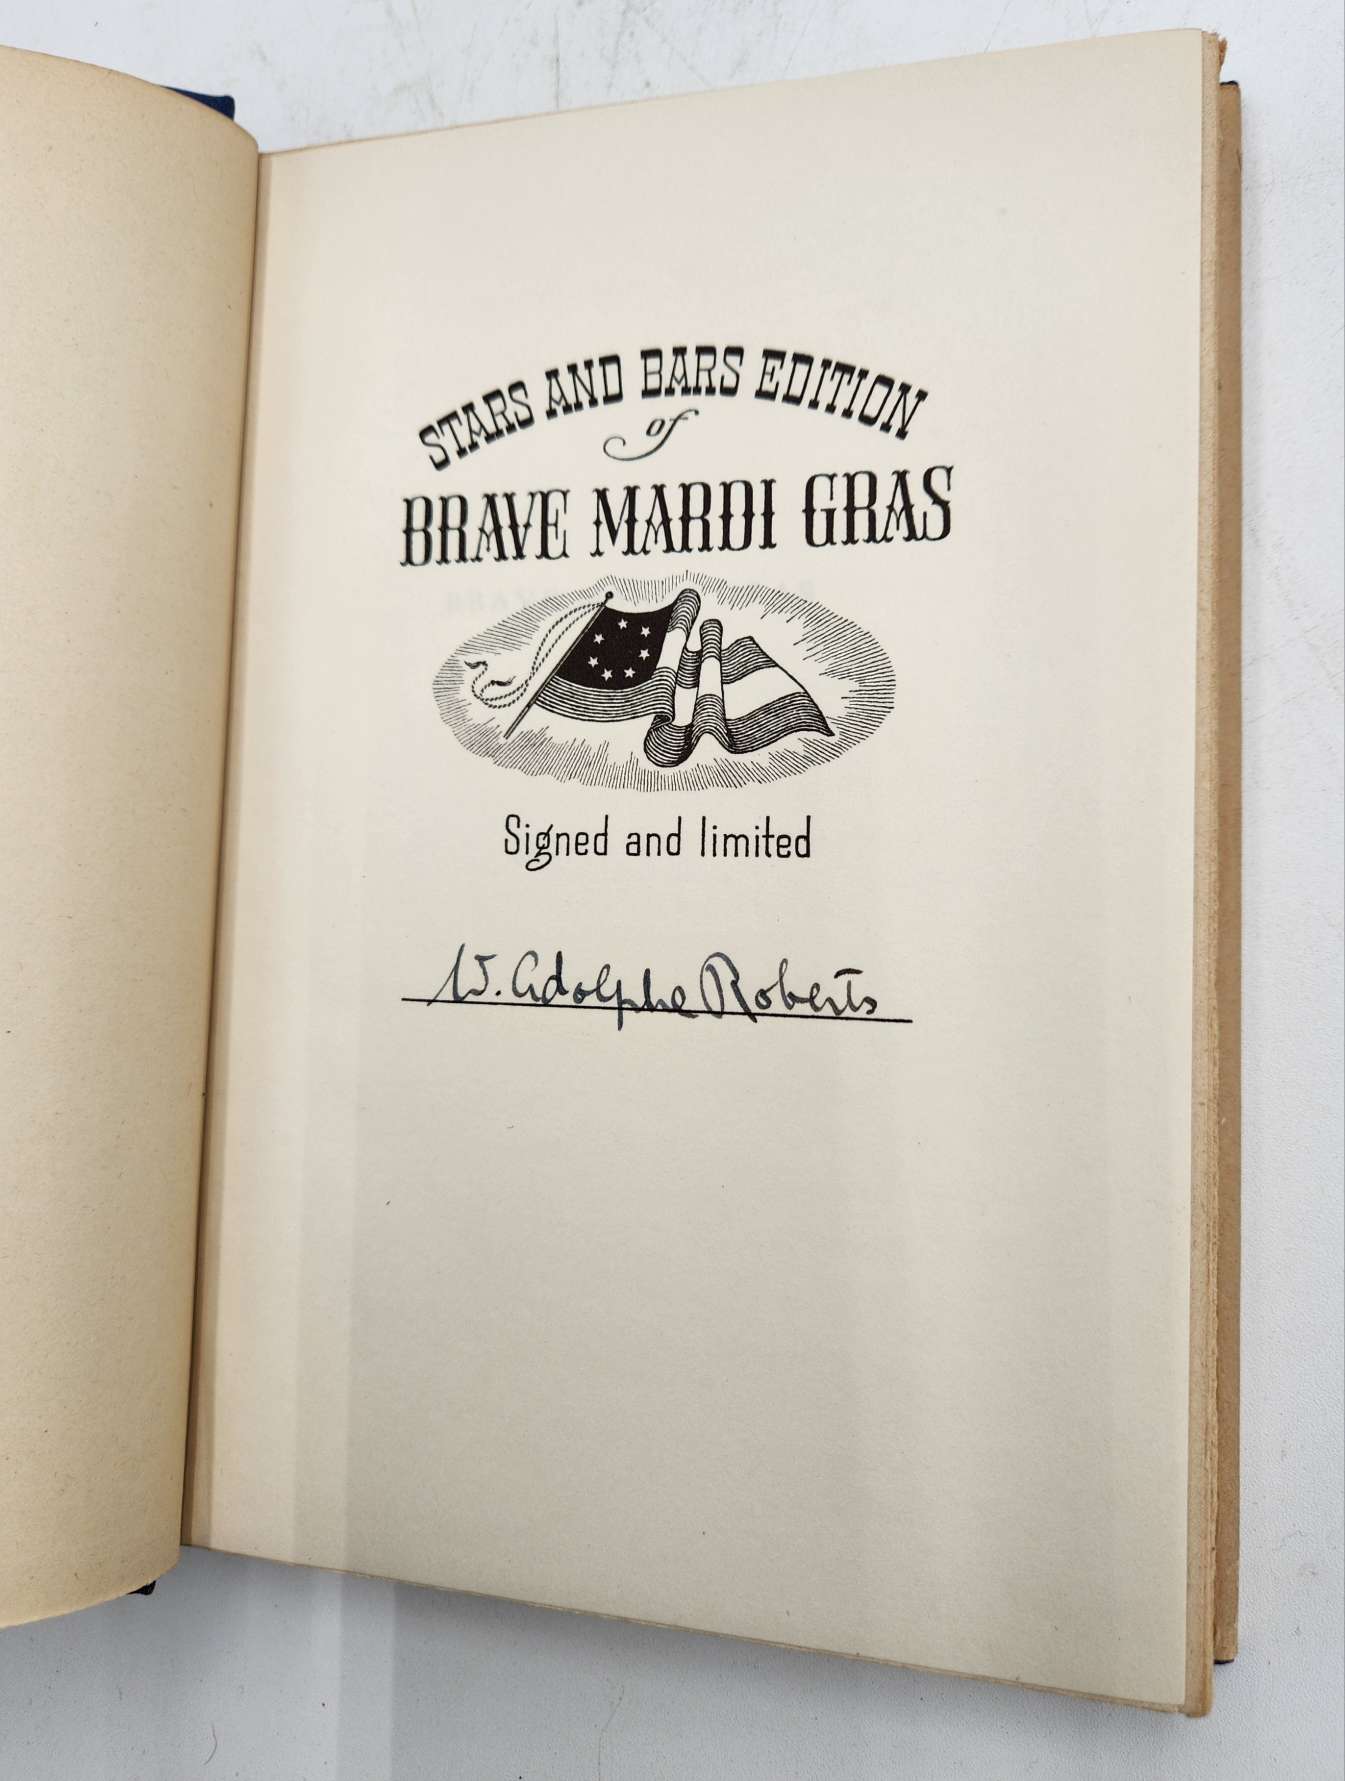 STARS AND BARS EDITION
of
BRAVE MARDI GRAS
Signed and limited
W. Adolphe Roberts